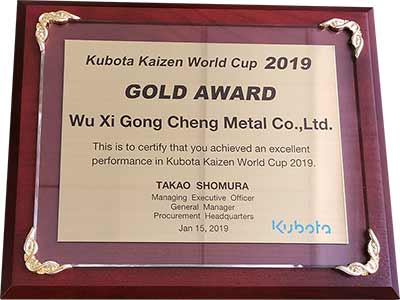 Kubota Kaizen World Cup 2019
GOLD AWARD
Wu Xi Gong Cheng Metal Co.,Ltd.
This is to certify that you achieved an excellent
performance in Kubota Kaizen World Cup 2019.
TAKAO SHOMURA
Managing Executive Officer
General Manager
Procurement Headquarters
Jan 15, 2019
Kubota